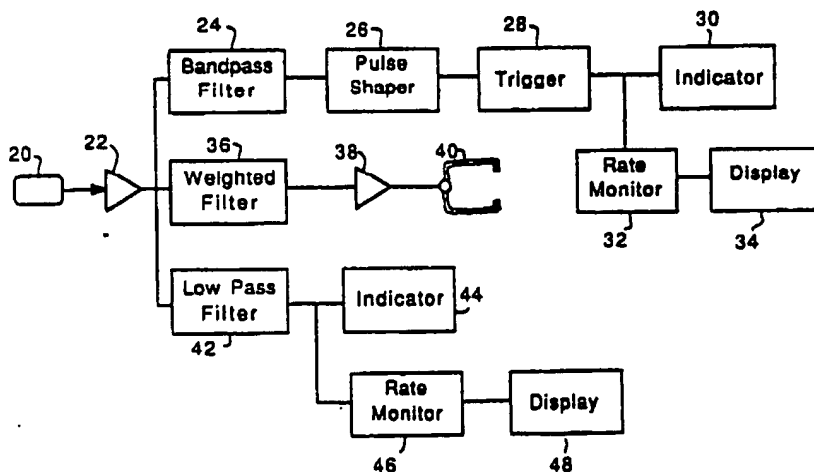 24
26
28
30
Bandpass
Filter
Pulse
Shaper
Trigger
Indicator
20
22
36
38
40
Weighted
Filter
Rate
Monitor
Display
32
34
Low Pass
Filter
Indicator
44
42
Rate
Monitor
Display
46
48